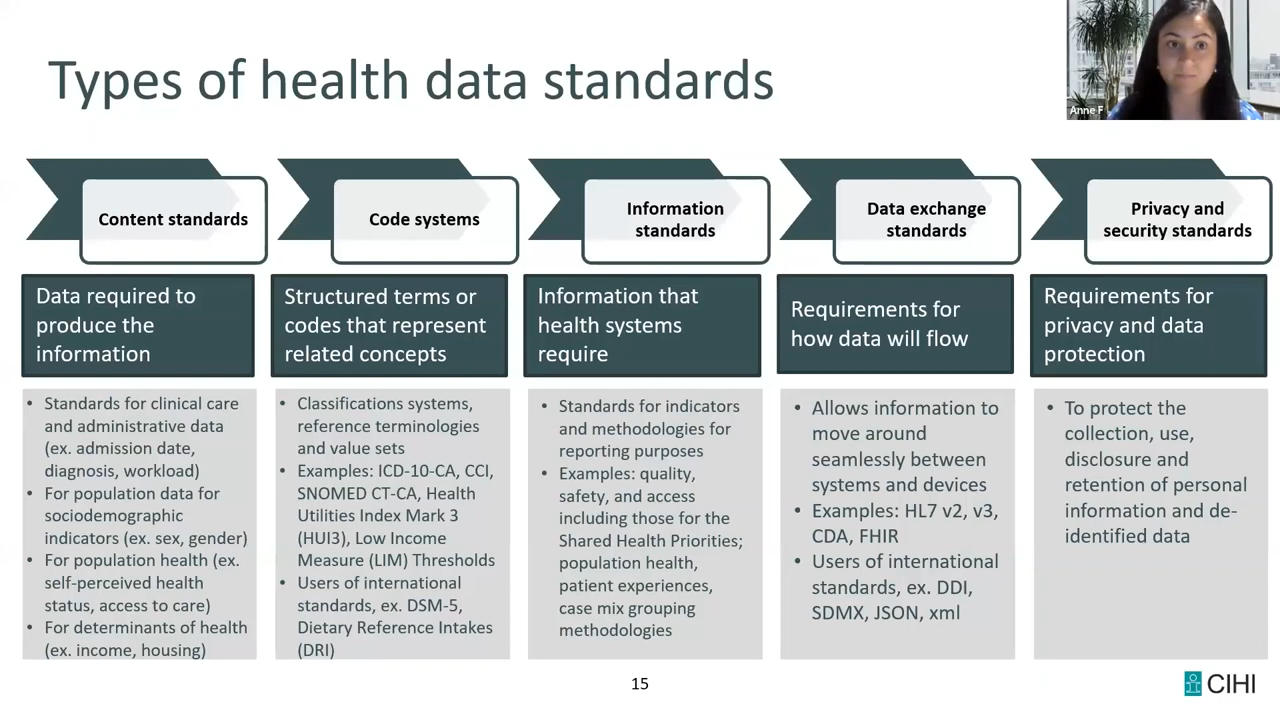 Types of health data standards
Anne F
Content standards
Data required to
produce the
information
• Standards for clinical care
and administrative data
(ex. admission date,
diagnosis, workload)
• For population data for
sociodemographic
indicators (ex. sex, gender)
• For population health (ex.
self-perceived health
status, access to care)
• For determinants of health
(ex. income, housing)
Code systems
Structured terms or
codes that represent
related concepts
• Classifications systems,
reference terminologies
and value sets
• Examples: ICD-10-CA, CCI,
SNOMED CT-CA, Health
Utilities Index Mark 3
(HUI3), Low Income
Measure (LIM) Thresholds
• Users of international
standards, ex. DSM-5,
Dietary Reference Intakes
(DRI)
Information
standards
Information that
health systems
require
• Standards for indicators
and methodologies for
reporting purposes
• Examples: quality,
safety, and access
including those for the
Shared Health Priorities;
population health,
patient experiences,
case mix grouping
methodologies
Data exchange
standards
Requirements for
how data will flow
• Allows information to
move around
seamlessly between
systems and devices
• Examples: HL7 v2, v3,
CDA, FHIR
• Users of international
standards, ex. DDI,
SDMX, JSON, xml
Privacy and
security standards
Requirements for
privacy and data
protection
• To protect the
collection, use,
disclosure and
retention of personal
information and de-
identified data
15
CIHI